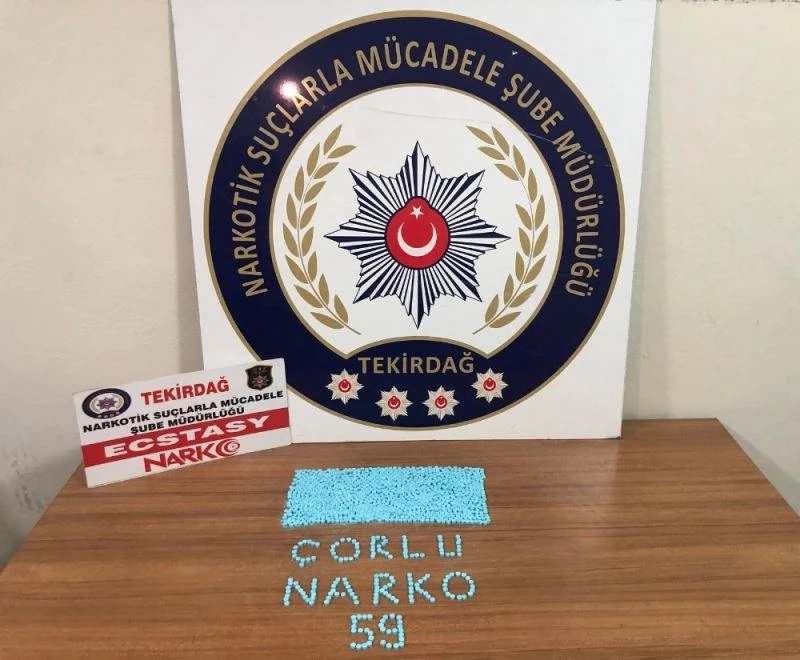 NARKOTİK SUÇLARLA MÜCADELE ŞUBE MÜDÜRLÜĞÜ
TEKİRDAĞ
TEKİRDAĞ
NARKOTİK SUÇLARLA MÜCADELE
ŞUBE MÜDÜRLÜĞÜ
ECSTASY
NARKO
ÇORLU
NARKO
59